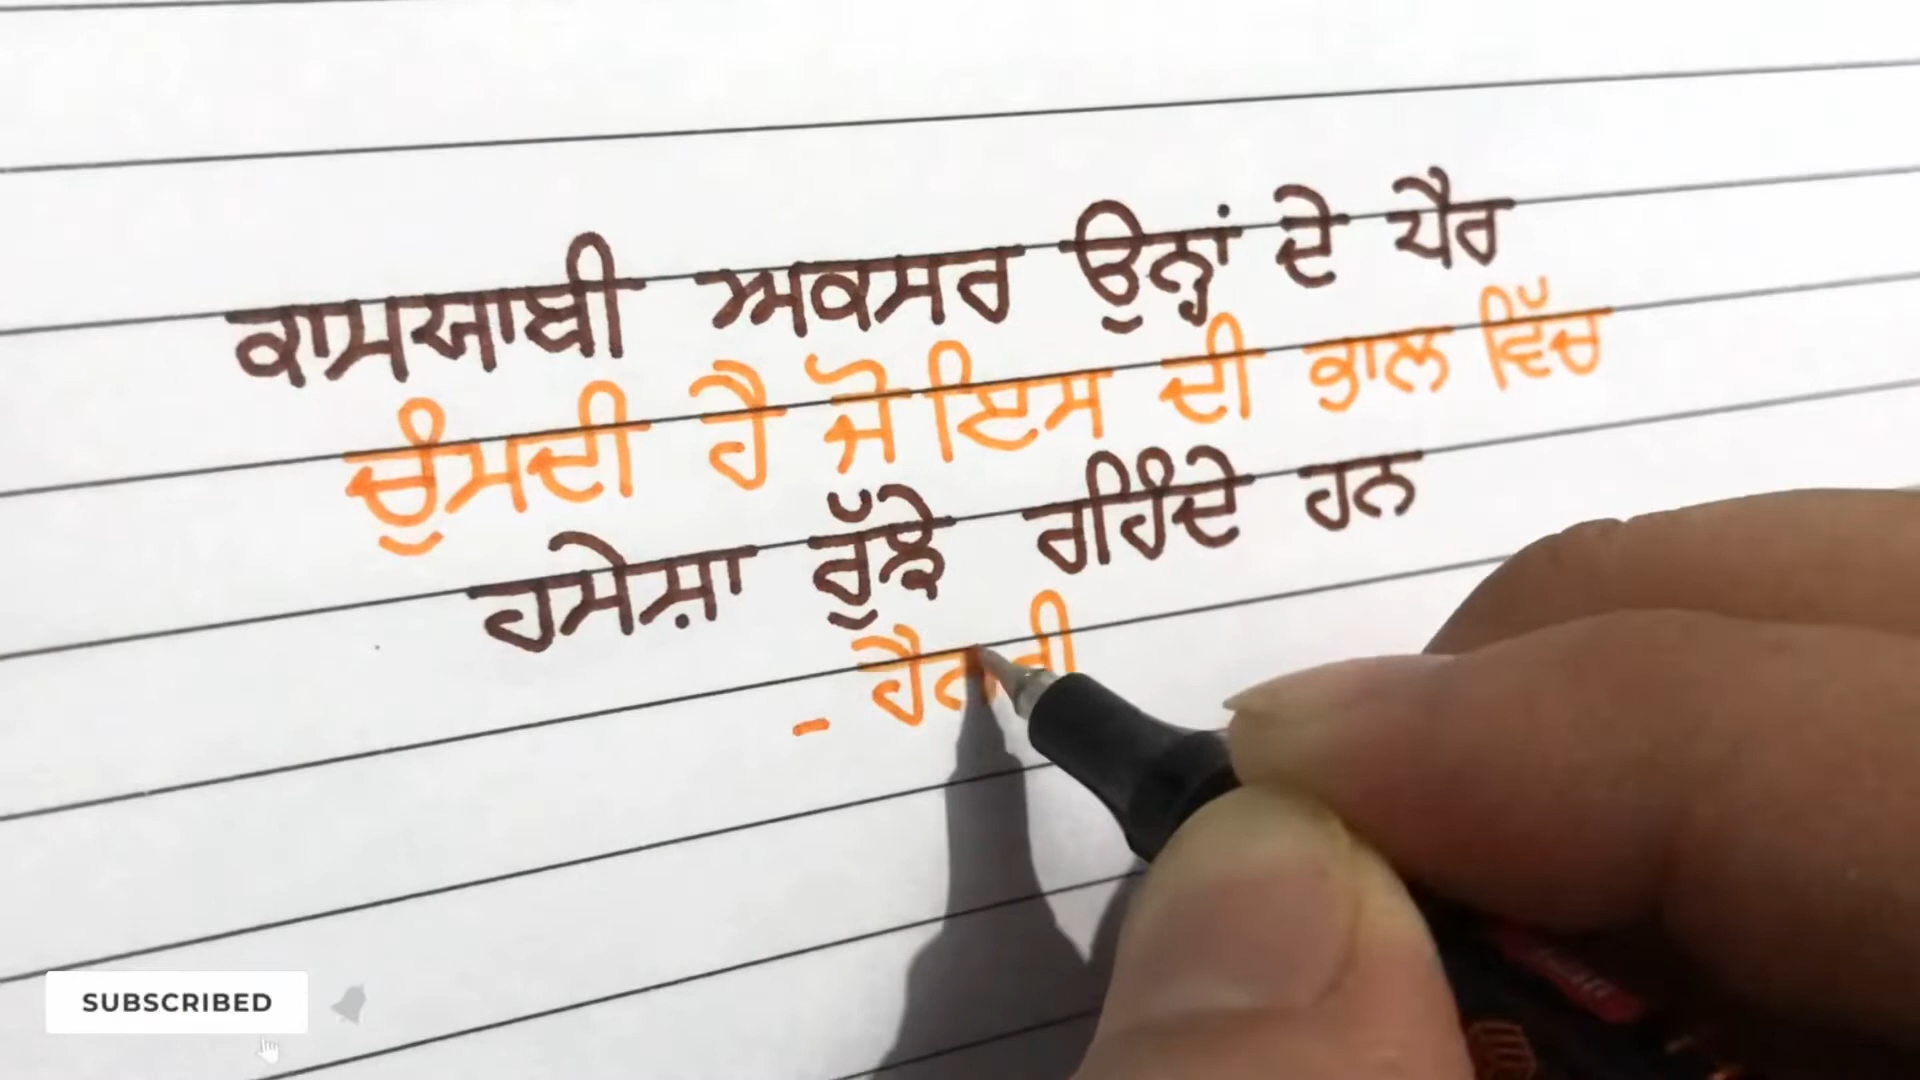 ਕਾਮਯਾਬੀ ਅਕਸਰ ਉਨ੍ਹਾਂ ਦੇ ਪੈਰ
ਚੁੰਮਦੀ ਹੈ ਜੋ ਇਸ ਦੀ ਭਾਲ ਵਿੱਚ
ਹਮੇਸ਼ਾ ਰੁੱਝੇ ਰਹਿੰਦੇ ਹਨ
-
SUBSCRIBED